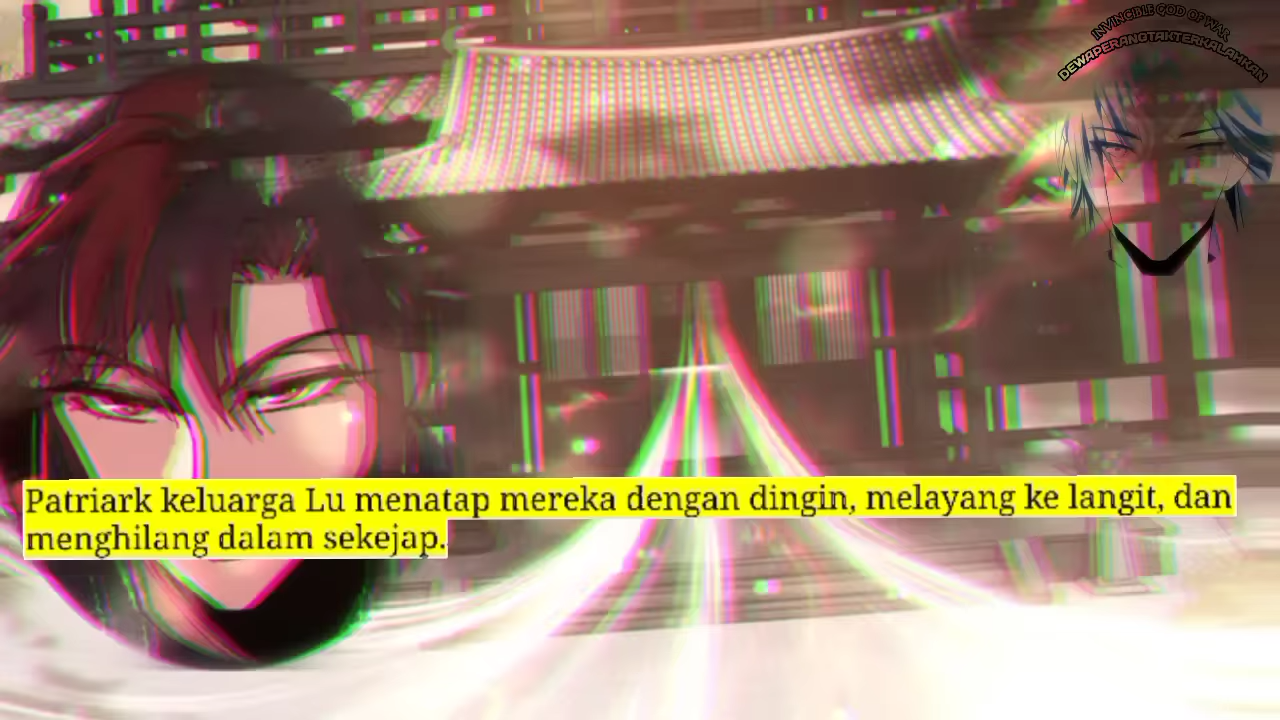 INVINCIBLE GOD OF WAR
DEWAPERANGTAKTERKALAHKAN
Patriark keluarga Lu menatap mereka dengan dingin, melayang ke langit, dan
menghilang dalam sekejap.